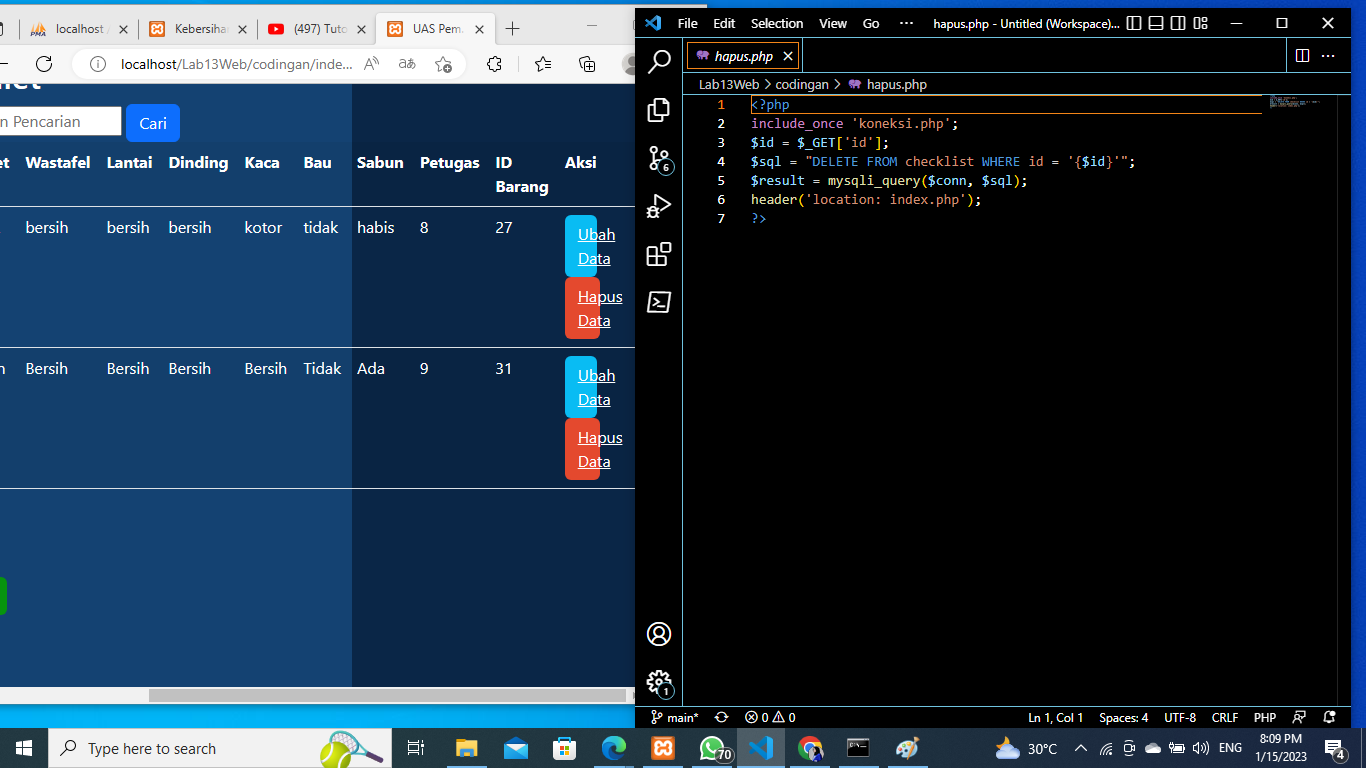 localhost /
Kebersihan
(497) Tuto
UAS Pem
localhost/Lab13Web/codingan/inde...
n Pencarian
Cari
Wastafel Lantai Dinding Kaca Bau Sabun Petugas ID Barang Aksi
bersih bersih bersih kotor tidak habis 8 27
Ubah
Data
Hapus
Data
Bersih Bersih Bersih Bersih Tidak Ada 9 31
Ubah
Data
Hapus
Data
File Edit Selection View Go ··· hapus.php - Untitled (Workspace)...
hapus.php
Lab13Web > codingan > hapus.php
1 <?php
2 include_once 'koneksi.php';
3 $id = $_GET['id'];
4 $sql = "DELETE FROM checklist WHERE id = '{$id}'";
5 $result = mysqli_query($conn, $sql);
6 header('location: index.php');
7 ?>
6
1
main* 0 0 Ln 1, Col 1 Spaces: 4 UTF-8 CRLF PHP
Type here to search
70
30°C ENG 8:09 PM
1/15/2023
4